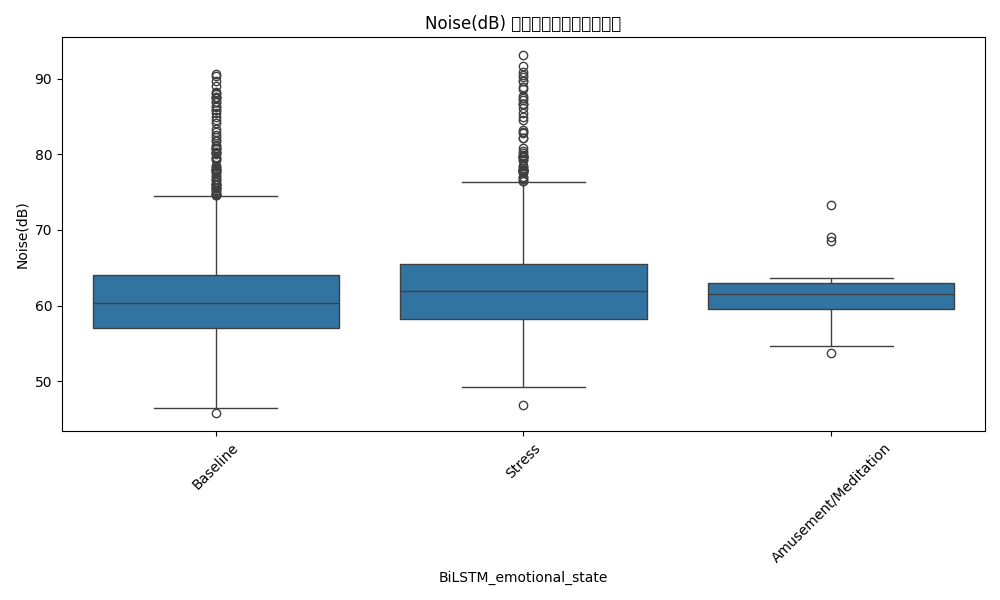 Noise(dB)
90
80
70
60
50
Noise(dB)
Baseline
Stress
Amusement/Meditation
BiLSTM_emotional_state